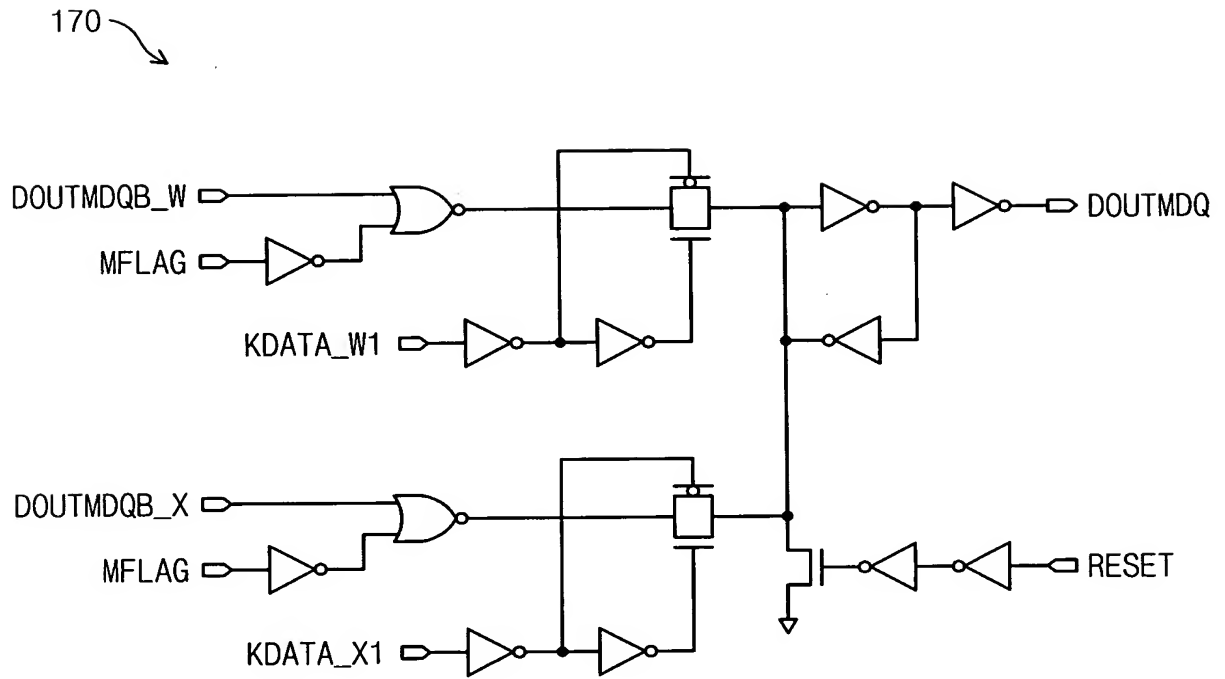 170
DOUTMDQB_W
DOUTMDQ
MFLAG
KDATA_W1
DOUTMDQB_X
MFLAG
RESET
KDATA_X1